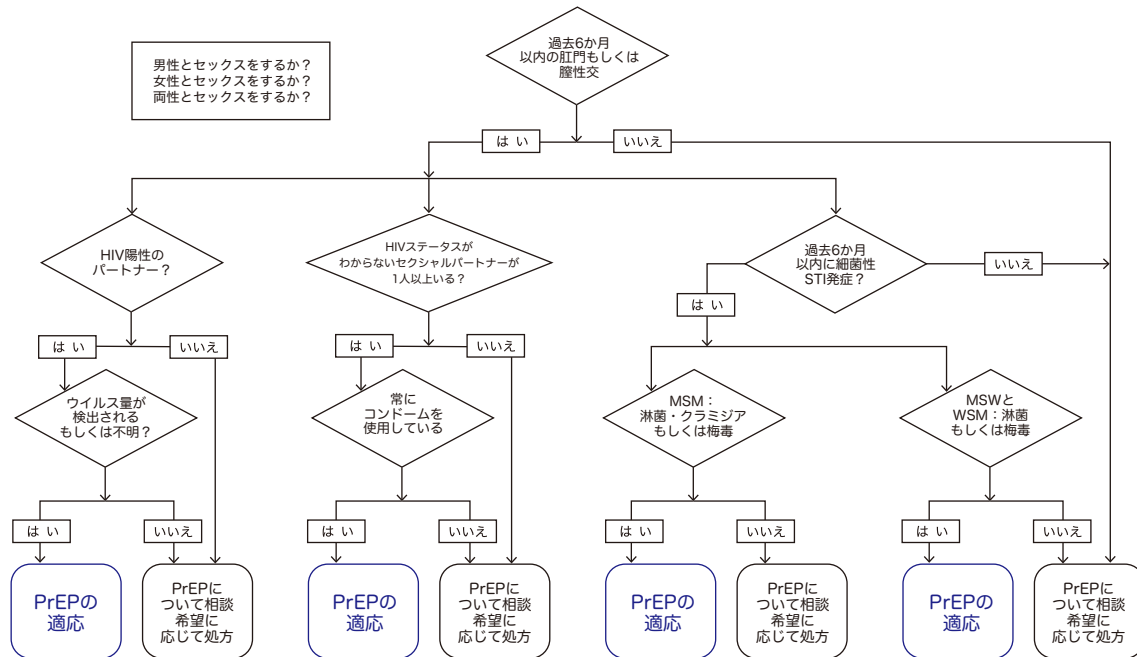 男性とセックスをするか？
女性とセックスをするか？
両性とセックスをするか？
過去6か月
以内の肛門もしくは
膣性交
は い
いいえ
HIV陽性の
パートナー？
HIVステータスが
わからないセクシャルパートナーが
1人以上いる？
過去6か月
以内に細菌性
STI発症？
いいえ
は い
は い
いいえ
は い
いいえ
ウイルス量が
検出される
もしくは不明？
常に
コンドームを
使用している
MSM：
淋菌・クラミジア
もしくは梅毒
MSWと
WSM：淋菌
もしくは梅毒
は い
いいえ
は い
いいえ
は い
いいえ
は い
いいえ
PrEPの
適応
PrEPに
ついて相談
希望に
応じて処方
PrEPの
適応
PrEPに
ついて相談
希望に
応じて処方
PrEPの
適応
PrEPに
ついて相談
希望に
応じて処方
PrEPの
適応
PrEPに
ついて相談
希望に
応じて処方